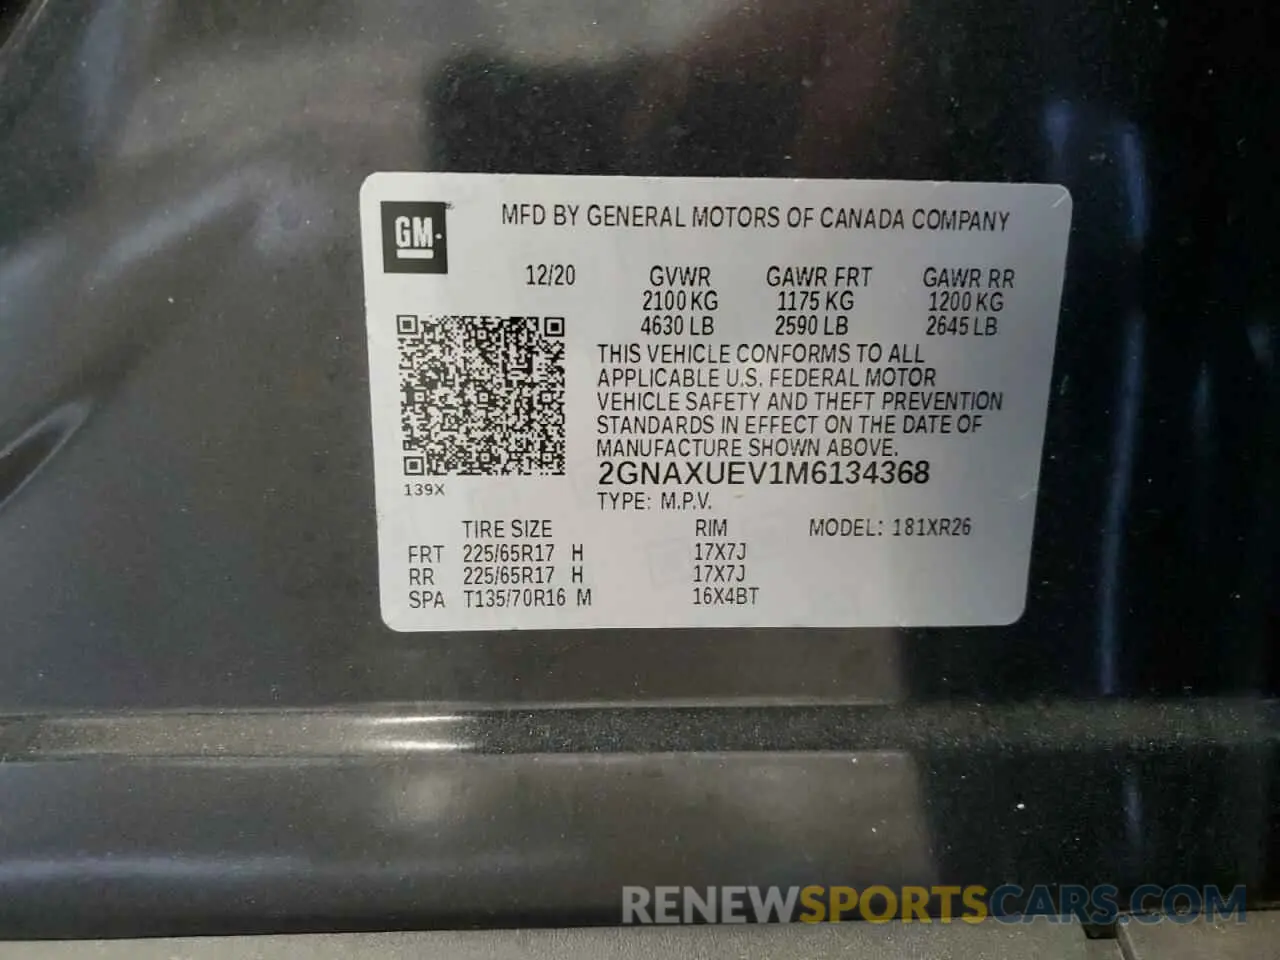 GM
MFD BY GENERAL MOTORS OF CANADA COMPANY
12/20 GVWR GAWR FRT GAWR RR
2100 KG 1175 KG 1200 KG
4630 LB 2590 LB 2645 LB
THIS VEHICLE CONFORMS TO ALL
APPLICABLE U.S. FEDERAL MOTOR
VEHICLE SAFETY AND THEFT PREVENTION
STANDARDS IN EFFECT ON THE DATE OF
MANUFACTURE SHOWN ABOVE.
2GNAXUEV1M6134368
139X
TYPE: M.P.V.
TIRE SIZE RIM MODEL: 181XR26
FRT 225/65R17 H 17X7J
RR 225/65R17 H 17X7J
SPA T135/70R16 M 16X4BT
RENEWSPORTSCARS.COM